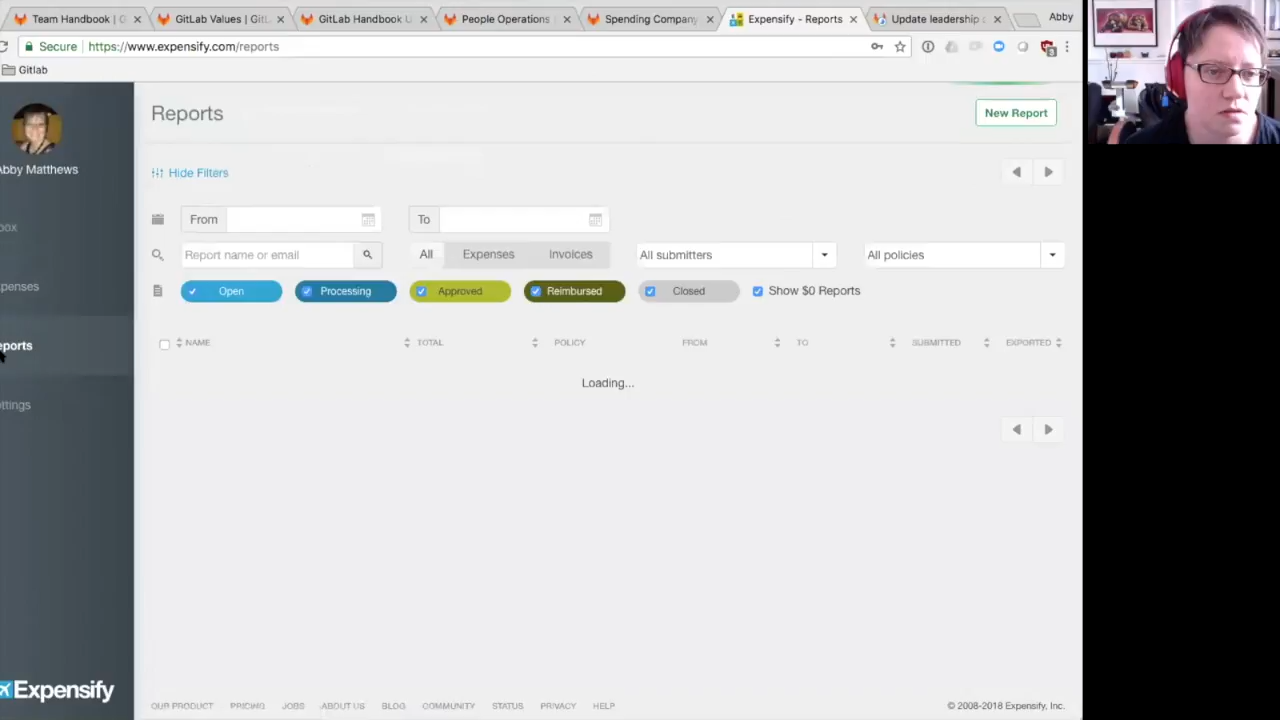 Team Handbook | G
GitLab Values | GitL
GitLab Handbook U
People Operations
Spending Company
Expensify - Reports
Update leadership
Abby
Secure
https://www.expensify.com/reports
Gitlab
Reports
New Report
Abby Matthews
Hide Filters
From
To
box
Report name or email
All
Expenses
Invoices
All submitters
All policies
penses
Open
Processing
Approved
Reimbursed
Closed
Show $0 Reports
eports
NAME
TOTAL
POLICY
FROM
TO
SUBMITTED
EXPORTED
Loading...
ttings
Expensify
OUR PRODUCT
PRICING
JOBS
ABOUT US
BLOG
COMMUNITY
STATUS
PRIVACY
HELP
© 2008-2018 Expensify, Inc.